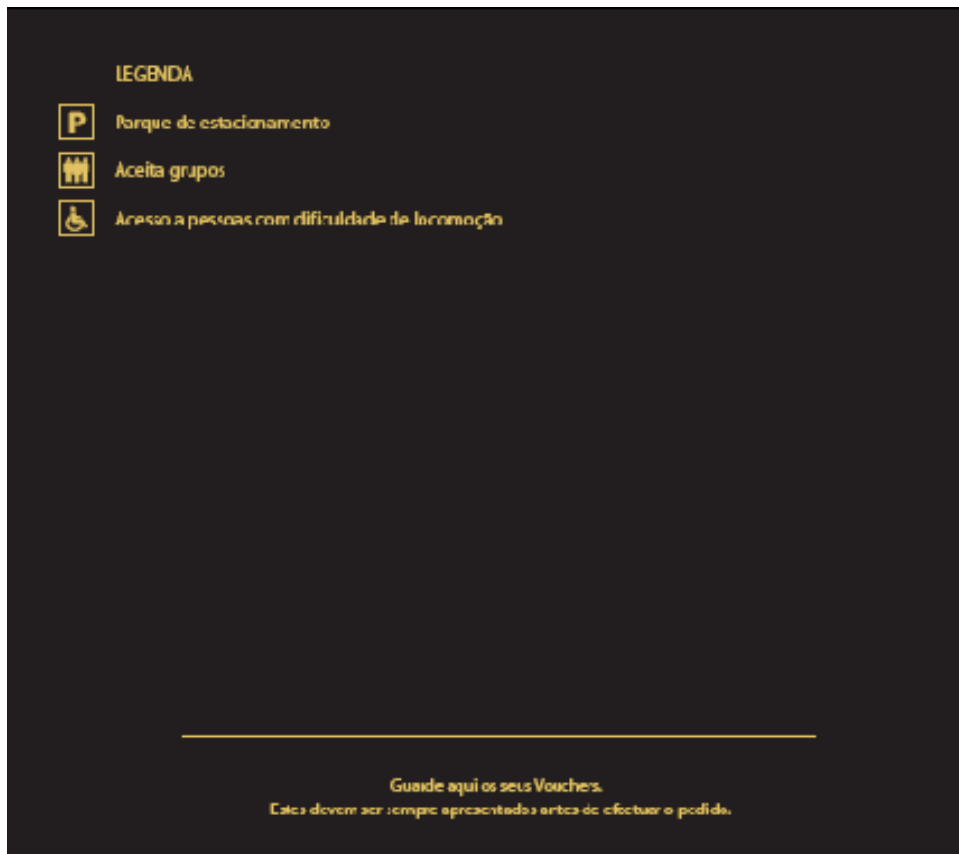 LEGENDA
P Parque de estacionamento
Aceita grupos
Acesso a pessoas com dificuldade de locomoção
Guarde aqui os seus Vouchers.
Estes devem ser sempre apresentados antes de efectuar o pedido.